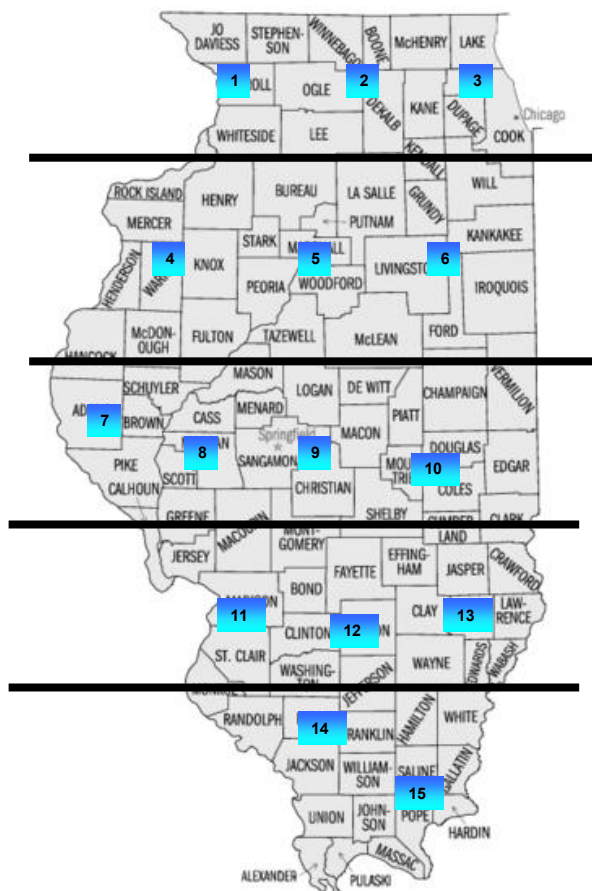 JO
DAVIESS
STEPHEN-
SON
WINNEBAGO
BOONE
McHENRY
LAKE
1
2
3
OGLE
DEKALB
KANE
DUPAGE
Chicago
COOK
WHITESIDE
LEE
KENDALL
ROCK ISLAND
HENRY
BUREAU
LA SALLE
GRUNDY
WILL
MERCER
PUTNAM
KANKAKEE
STARK
4
5
6
HENDERSON
KNOX
PEORIA
WOODFORD
LIVINGSTO
IROQUOIS
McDON-
OUGH
FULTON
TAZEWELL
McLEAN
FORD
HANCOCK
MASON
VERMILION
SCHUYLER
LOGAN
DE WITT
CHAMPAIGN
CASS
MENARD
PIATT
7
BROWN
MACON
Springfield
DOUGLAS
8
9
10
PIKE
SCOTT
SANGAMON
MOU
TRIE
EDGAR
CALHOUN
CHRISTIAN
COLES
GREENE
MACOUPIN
SHELBY
CUMBER
LAND
CLARK
JERSEY
MONT-
GOMERY
FAYETTE
EFFING-
HAM
JASPER
CRAWFORD
BOND
11
12
13
CLINTON
CLAY
LAW-
RENCE
ST. CLAIR
WASHING-
TON
WAYNE
EDWARDS
WABASH
MONROE
JEFFERSON
RANDOLPH
14
FRANKLIN
HAMILTON
WHITE
JACKSON
WILLIAM-
SON
SALINE
GALLATIN
15
UNION
JOHN-
SON
POPE
HARDIN
MASSAC
ALEXANDER
PULASKI